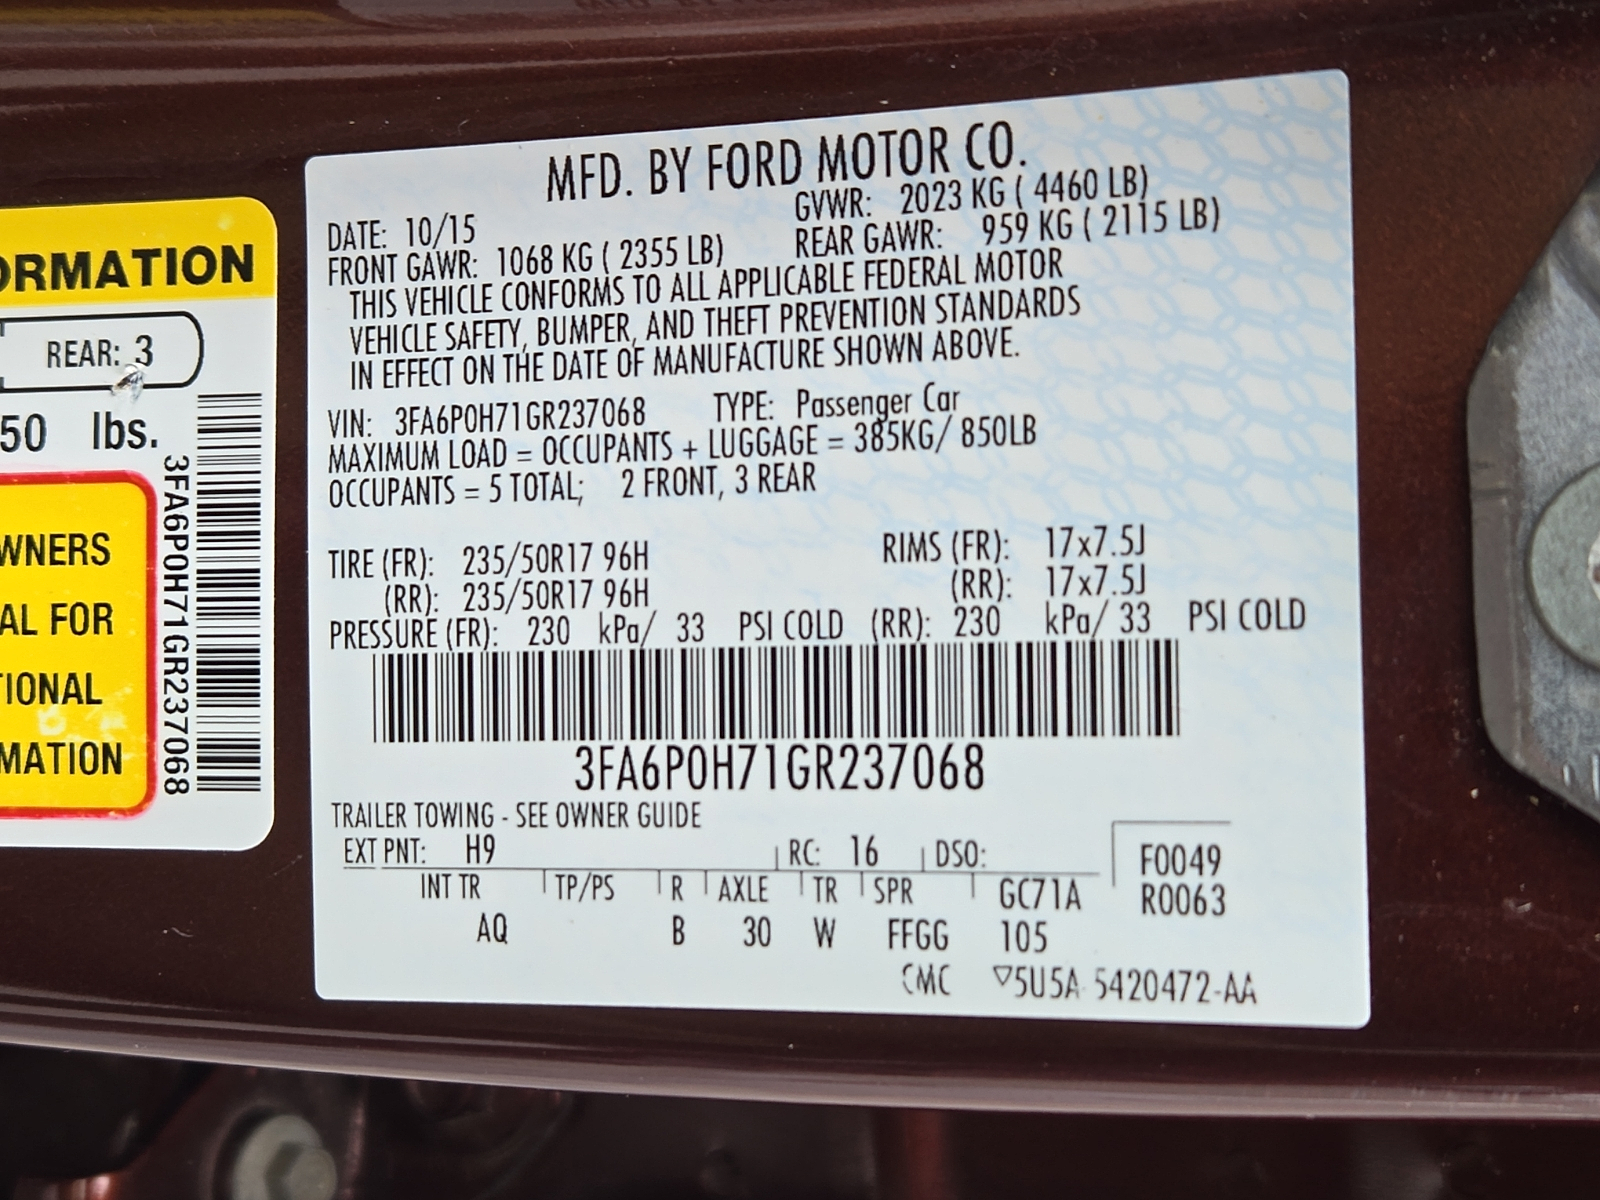 ORMATION
REAR: 3
50 lbs.
WNERS
AL FOR
TIONAL
MATION
3FA6P0H71GR237068
MFD. BY FORD MOTOR CO.
DATE: 10/15 GVWR: 2023 KG ( 4460 LB)
FRONT GAWR: 1068 KG ( 2355 LB) REAR GAWR: 959 KG ( 2115 LB)
THIS VEHICLE CONFORMS TO ALL APPLICABLE FEDERAL MOTOR
VEHICLE SAFETY, BUMPER, AND THEFT PREVENTION STANDARDS
IN EFFECT ON THE DATE OF MANUFACTURE SHOWN ABOVE.
VIN: 3FA6P0H71GR237068 TYPE: Passenger Car
MAXIMUM LOAD = OCCUPANTS + LUGGAGE = 385KG/ 850LB
OCCUPANTS = 5 TOTAL; 2 FRONT, 3 REAR
TIRE (FR): 235/50R17 96H RIMS (FR): 17x7.5J
(RR): 235/50R17 96H (RR): 17x7.5J
PRESSURE (FR): 230 kPa/ 33 PSI COLD (RR): 230 kPa/ 33 PSI COLD
3FA6P0H71GR237068
TRAILER TOWING - SEE OWNER GUIDE
EXT PNT: H9 RC: 16 DSO: F0049
INT TR TP/PS R AXLE TR SPR GC71A R0063
AQ B 30 W FFGG 105
CMC ▽5U5A-5420472-AA